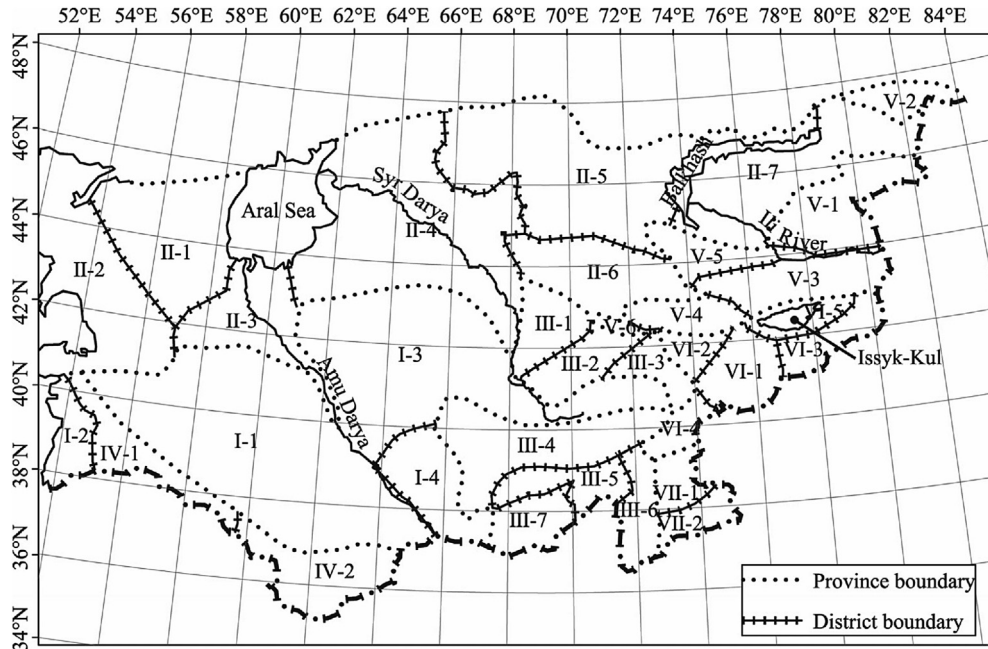 52°E 54°E 56°E 58°E 60°E 62°E 64°E 66°E 68°E 70°E 72°E 74°E 76°E 78°E 80°E 82°E 84°E
48°N
46°N
44°N
42°N
40°N
38°N
36°N
34°N
V-2
Balkhash
II-7
II-5
Syr Darya
Aral Sea
V-1
II-4
Ili River
II-1
V-5
II-2
II-6
V-3
II-3
V-4
VI-5
III-1
V-6
I-3
VI-2
VI-3
III-2
III-3
Issyk-Kul
VI-1
Amu Darya
I-2
I-1
IV-1
III-4
VI-4
I-4
III-5
VII-1
III-6
III-7
VII-2
IV-2
Province boundary
District boundary